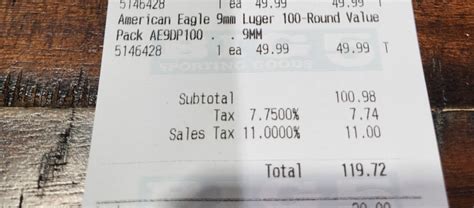 5146428 1 ea 49.99 49.99 T
American Eagle 9mm Luger 100-Round Value
Pack AE9DP100 . . 9MM
5146428 1 ea 49.99 49.99 T
SPORTING GOODS
Subtotal 100.98
Tax 7.7500% 7.74
Sales Tax 11.0000% 11.00
Total 119.72